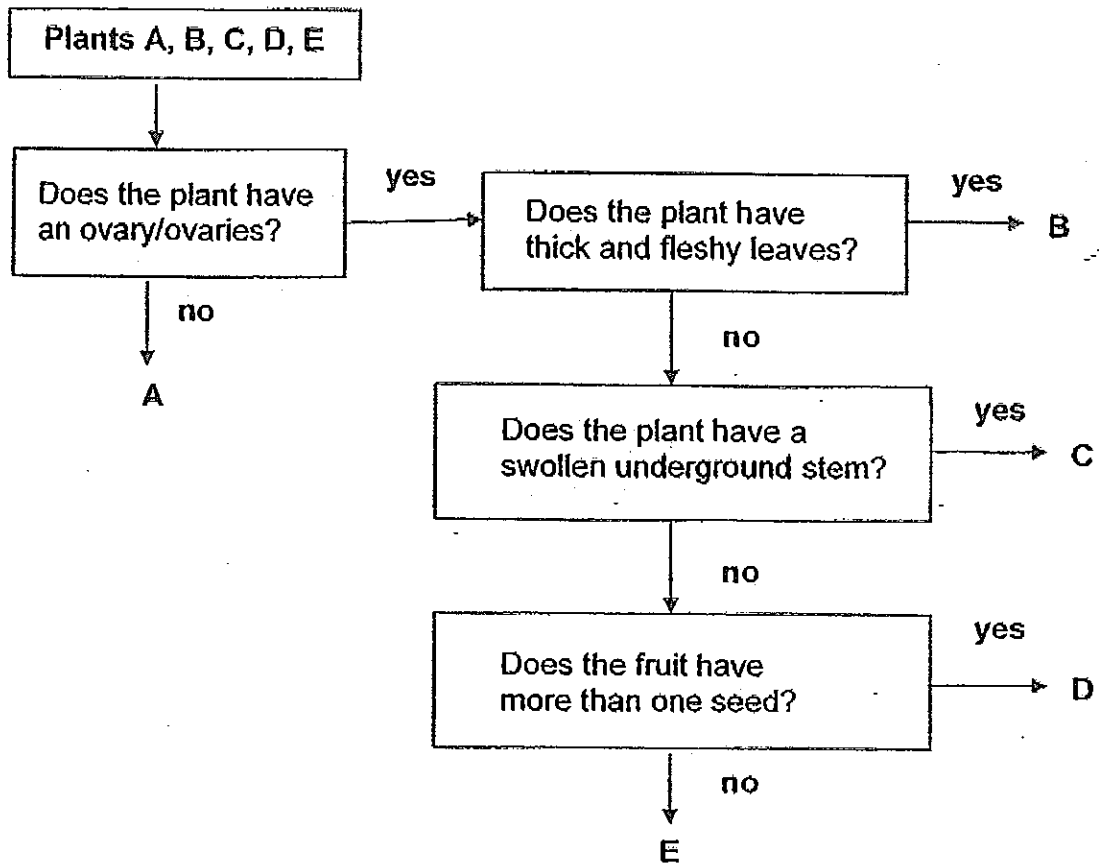 Plants A, B, C, D, E
Does the plant have
an ovary/ovaries?
yes
no
A
Does the plant have
thick and fleshy leaves?
yes
B
no
Does the plant have a
swollen underground stem?
yes
C
no
Does the fruit have
more than one seed?
yes
D
no
E